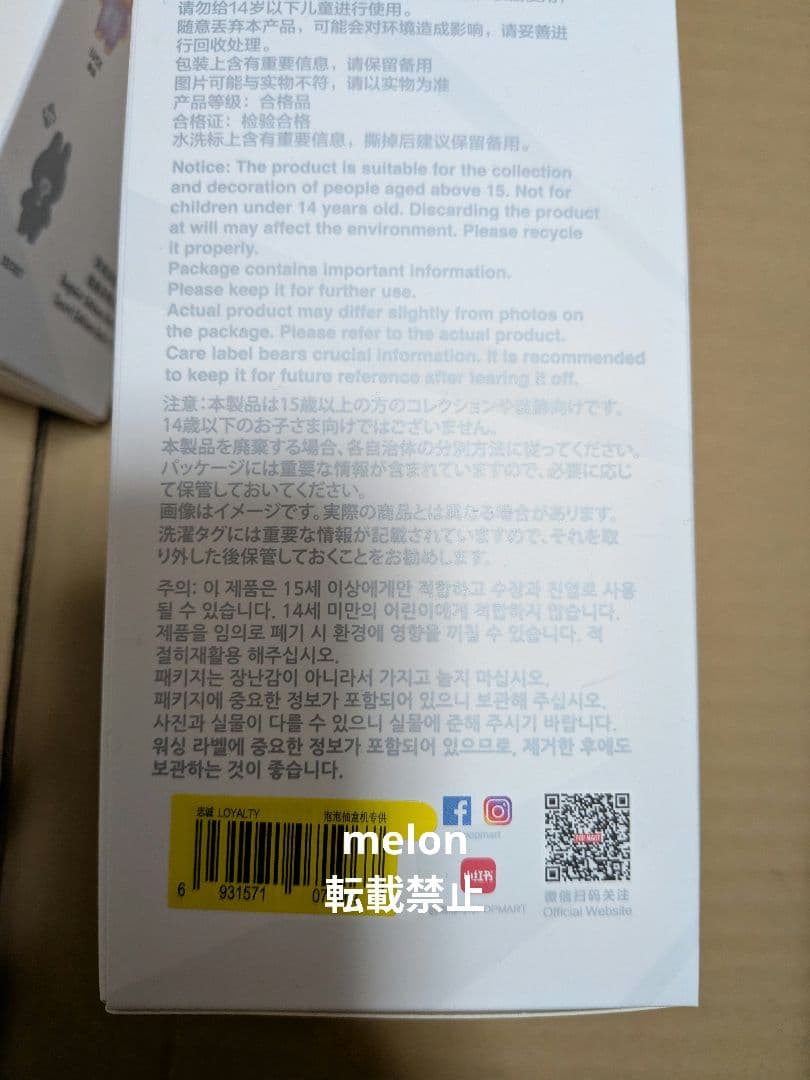 请勿给14岁以下儿童进行使用。
随意丢弃本产品，可能会对环境造成影响，请妥善进
行回收处理。
包装上含有重要信息，请保留备用
图片可能与实物不符，请以实物为准
产品等级：合格品
合格证：检验合格
水洗标上含有重要信息，撕掉后建议保留备用。
Notice: The product is suitable for the collection
and decoration of people aged above 15. Not for
children under 14 years old. Discarding the product
at will may affect the environment. Please recycle
it properly.
Package contains important information.
Please keep it for further use.
Actual product may differ slightly from photos on
the package. Please refer to the actual product.
Care label bears crucial information. It is recommended
to keep it for future reference after tearing it off.
注意：本製品は15歳以上の方のコレクションや装飾向けです。
14歳以下のお子さま向けではございません。
本製品を廃棄する場合、各自治体の分別方法に従ってください。
パッケージには重要な情報が含まれていますので、必要に応じ
て保管しておいてください。
画像はイメージです。実際の商品とは異なる場合があります。
洗濯タグには重要な情報が記載されていますので、それを取
り外した後保管しておくことをお勧めします。
주의: 이 제품은 15세 이상에게만 적합하고 수장과 진열로 사용
될 수 있습니다. 14세 미만의 어린이에게 적합하지 않습니다.
제품을 임의로 폐기 시 환경에 영향을 끼칠 수 있습니다. 적
절히재활용 해주십시오.
패키지는 장난감이 아니라서 가지고 놀지 마십시오.
패키지에 중요한 정보가 포함되어 있으니 보관해 주십시오.
사진과 실물이 다를 수 있으니 실물에 준해 주시기 바랍니다.
워싱 라벨에 중요한 정보가 포함되어 있으므로, 제거한 후에도
보관하는 것이 좋습니다.
忠诚 LOYALTY 泡泡抽盒机专供
6 931571 07
popmart
小红书
POPMART
POP MART
微信扫码关注
Official Website
melon
転載禁止
SECRET